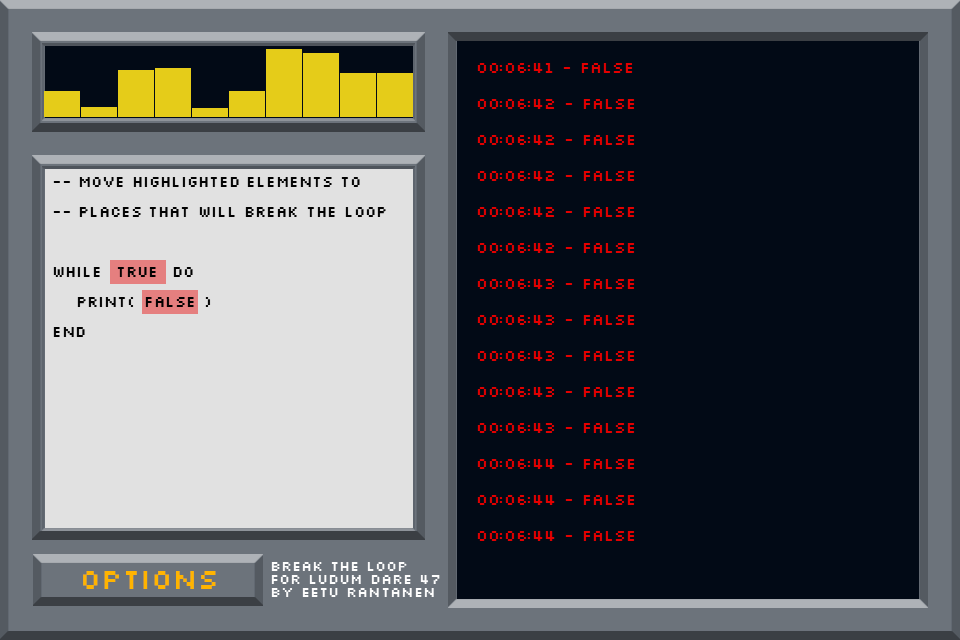 -- MOVE HIGHLIGHTED ELEMENTS TO
-- PLACES THAT WILL BREAK THE LOOP
WHILE TRUE DO
PRINT( FALSE )
END
OPTIONS
BREAK THE LOOP
FOR LUDUM DARE 47
BY EETU RANTANEN
00:06:41 - FALSE
00:06:42 - FALSE
00:06:42 - FALSE
00:06:42 - FALSE
00:06:42 - FALSE
00:06:42 - FALSE
00:06:43 - FALSE
00:06:43 - FALSE
00:06:43 - FALSE
00:06:43 - FALSE
00:06:43 - FALSE
00:06:44 - FALSE
00:06:44 - FALSE
00:06:44 - FALSE